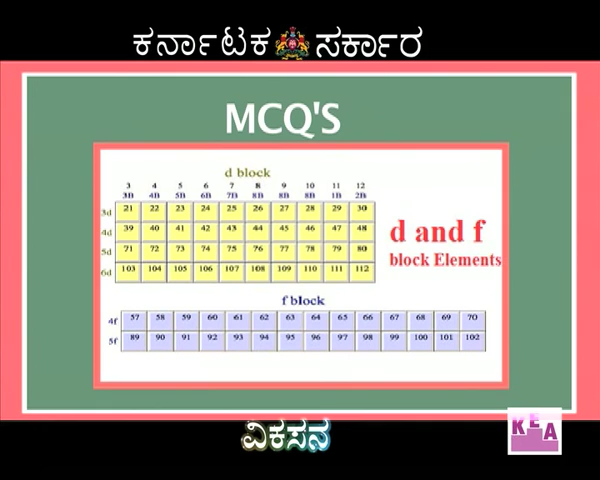 ಕರ್ನಾಟಕ ಸರ್ಕಾರ
MCQ'S
d block
3 4 5 6 7 8 9 10 11 12
3B 4B 5B 6B 7B 8B 8B 8B 1B 2B
3d 21 22 23 24 25 26 27 28 29 30
4d 39 40 41 42 43 44 45 46 47 48
5d 71 72 73 74 75 76 77 78 79 80
6d 103 104 105 106 107 108 109 110 111 112
d and f
block Elements
f block
4f 57 58 59 60 61 62 63 64 65 66 67 68 69 70
5f 89 90 91 92 93 94 95 96 97 98 99 100 101 102
ವಿಕಸನ
KEA